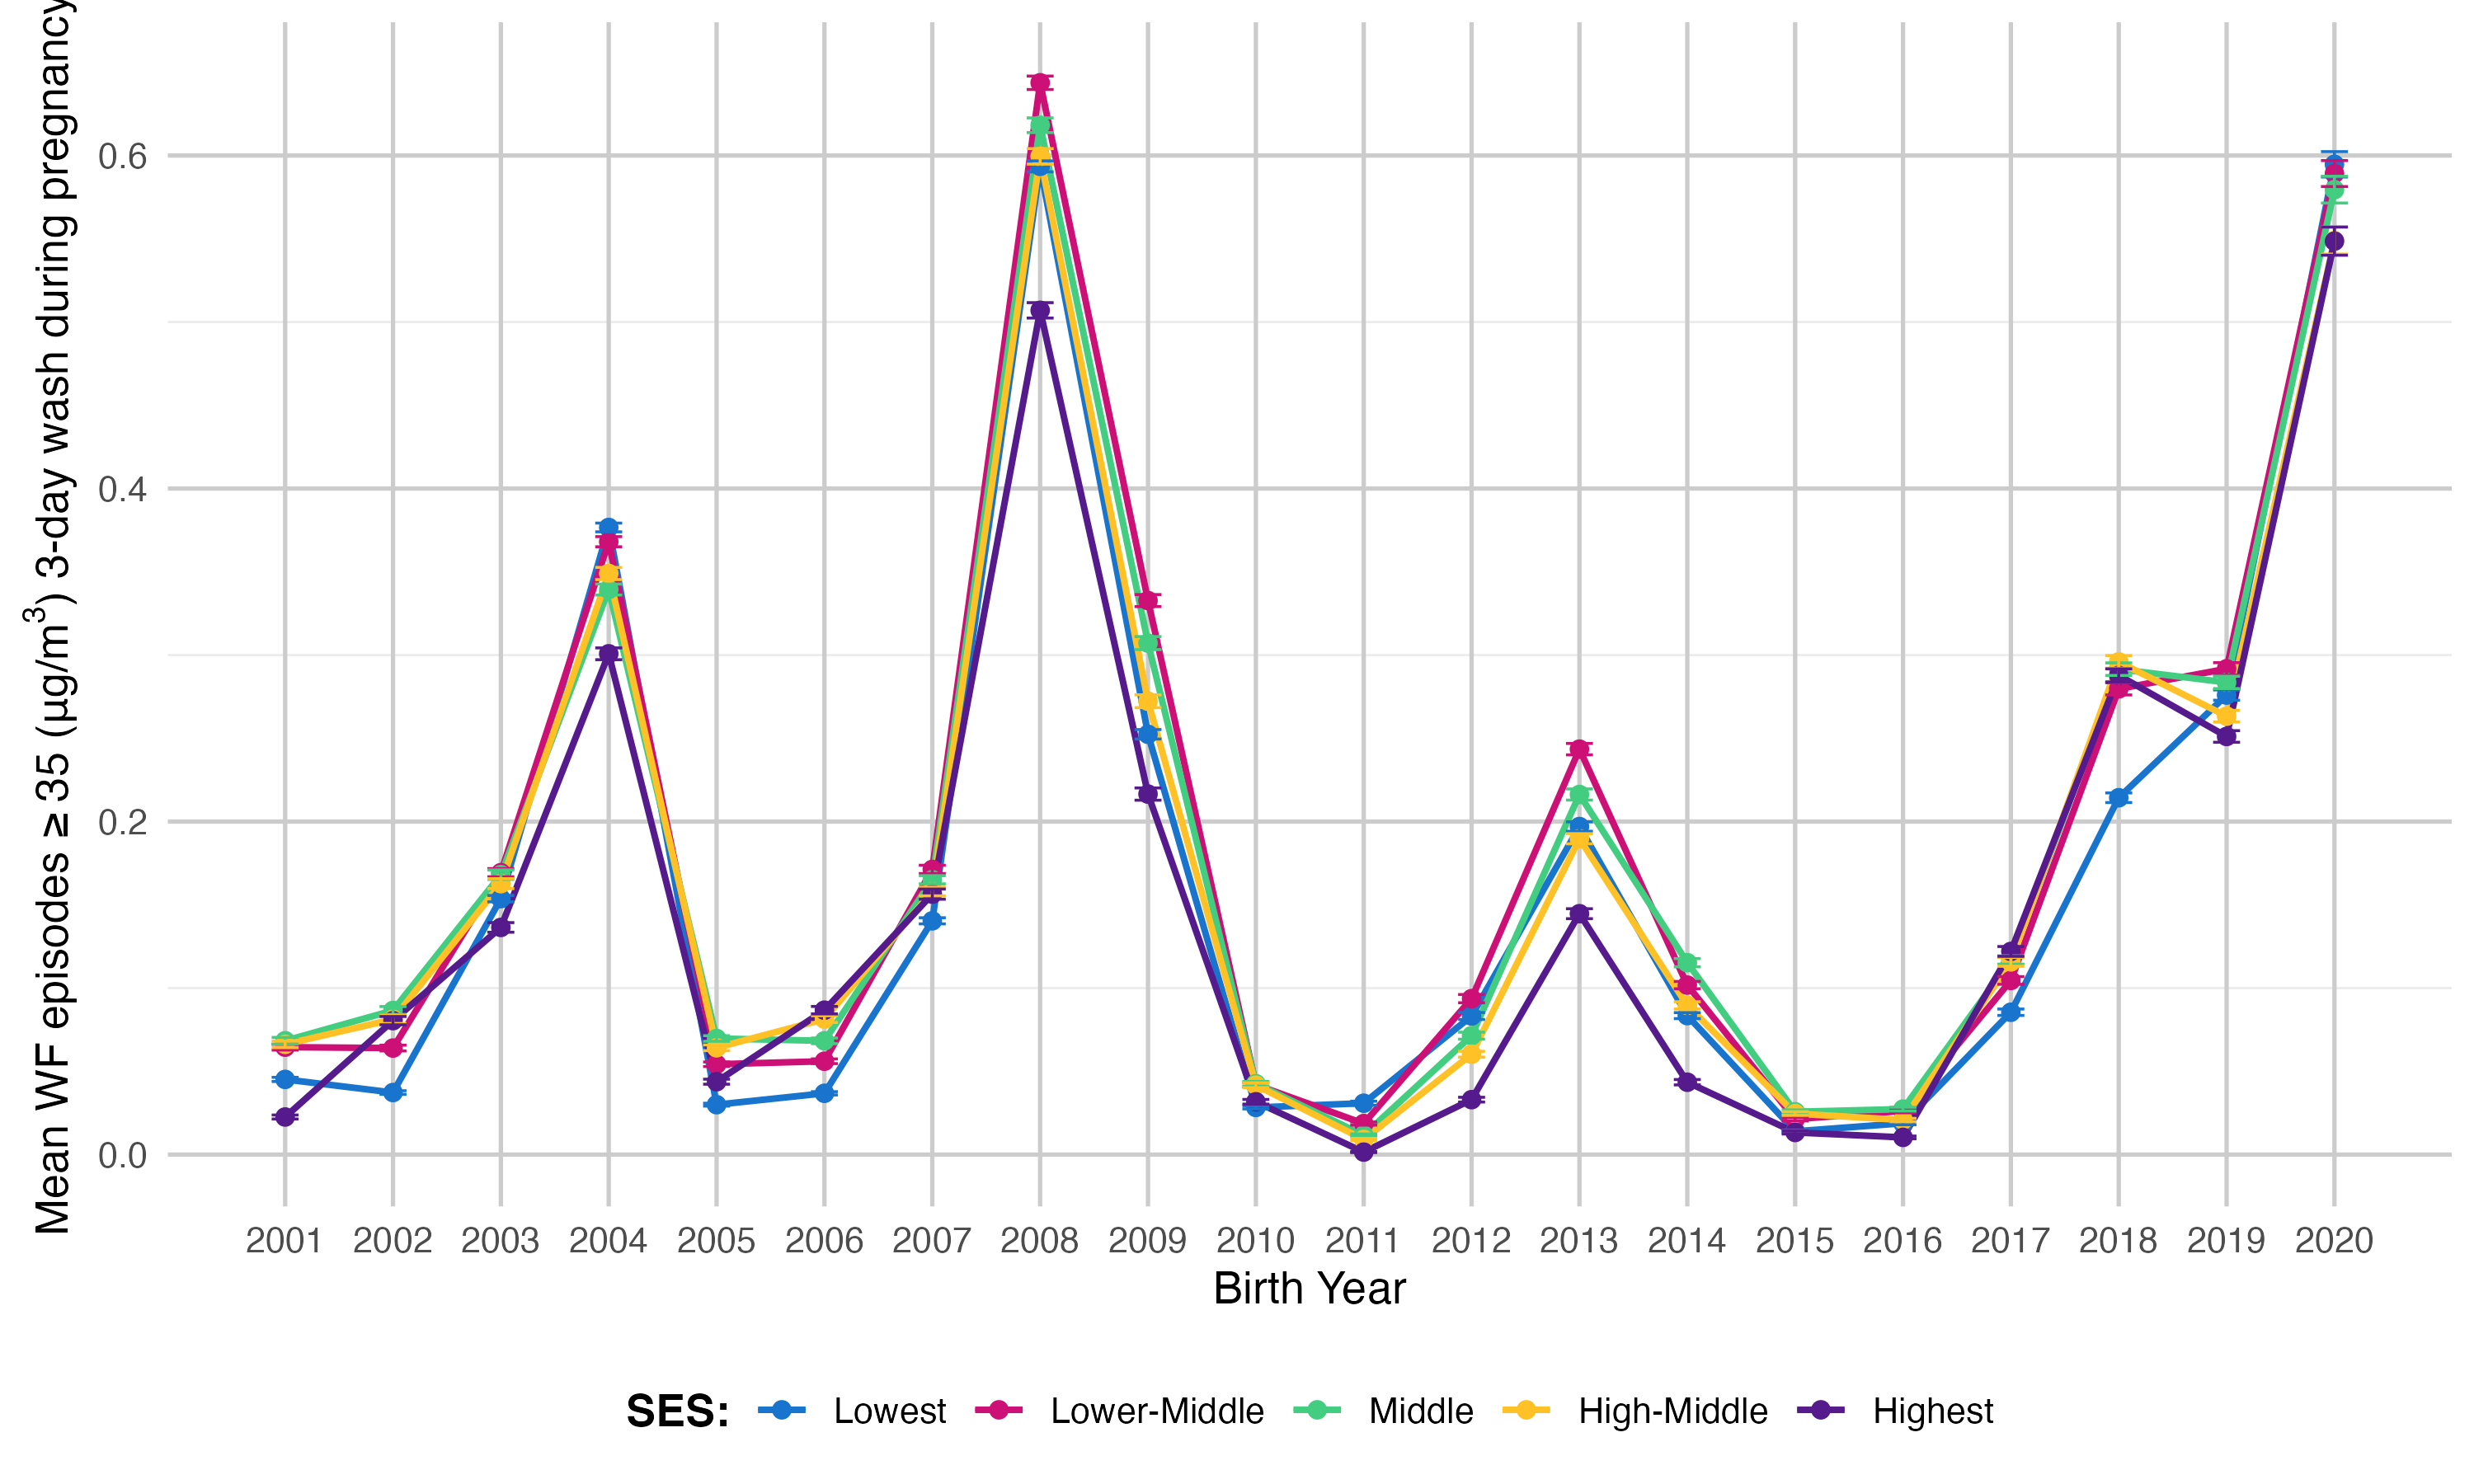 Mean WF episodes ≥ 35 (µg/m³) 3-day wash during pregnancy
0.6
0.4
0.2
0.0
2001 2002 2003 2004 2005 2006 2007 2008 2009 2010 2011 2012 2013 2014 2015 2016 2017 2018 2019 2020
Birth Year
SES: Lowest Lower-Middle Middle High-Middle Highest